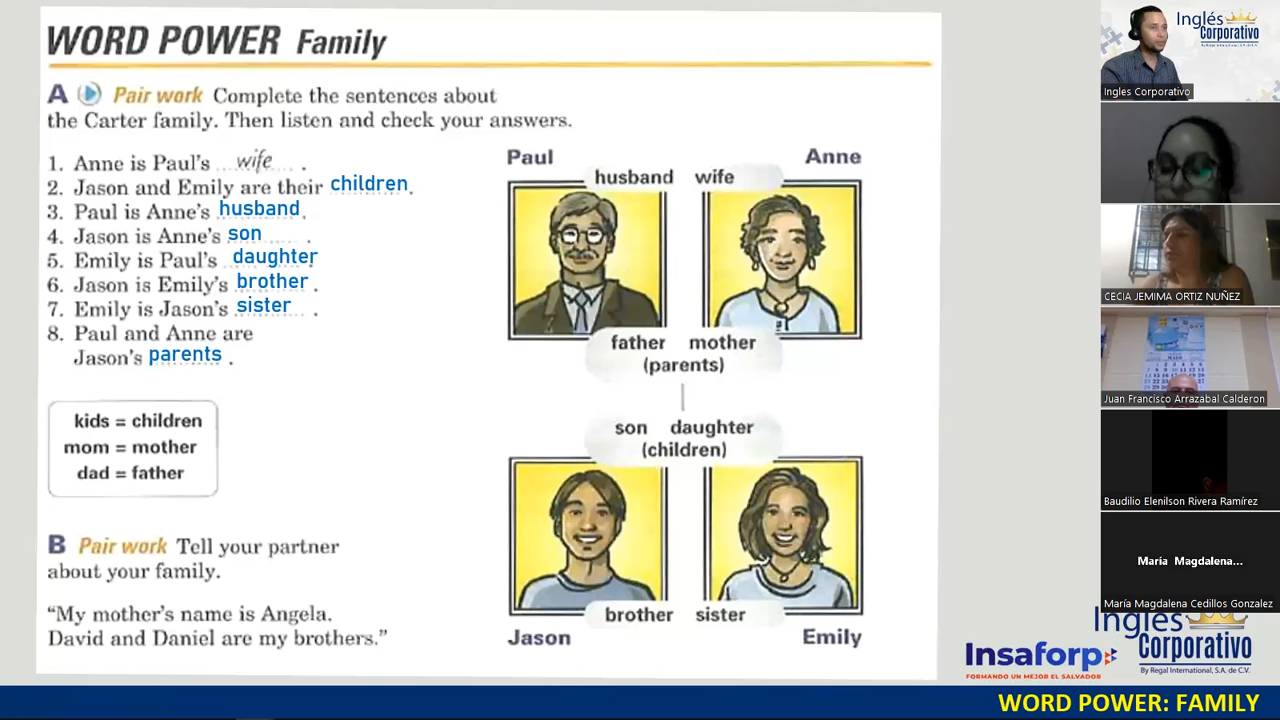 WORD POWER Family
A Pair work Complete the sentences about
the Carter family. Then listen and check your answers.
1. Anne is Paul's wife .
2. Jason and Emily are their children.
3. Paul is Anne's husband.
4. Jason is Anne's son .
5. Emily is Paul's daughter
6. Jason is Emily's brother .
7. Emily is Jason's sister .
8. Paul and Anne are
Jason's parents .
kids = children
mom = mother
dad = father
B Pair work Tell your partner
about your family.
"My mother's name is Angela.
David and Daniel are my brothers."
Paul Anne
husband wife
father mother
(parents)
son daughter
(children)
brother sister
Jason Emily
Inglés
Corporativo
By Regal International, S.A. de C.V.
Ingles Corporativo
CECIA JEMIMA ORTIZ NUÑEZ
Juan Francisco Arrazabal Calderon
Baudilio Elenilson Rivera Ramírez
María Magdalena...
María Magdalena Cedillos Gonzalez
Insaforp
FORMANDO UN MEJOR EL SALVADOR
Inglés
Corporativo
By Regal International, S.A. de C.V.
WORD POWER: FAMILY